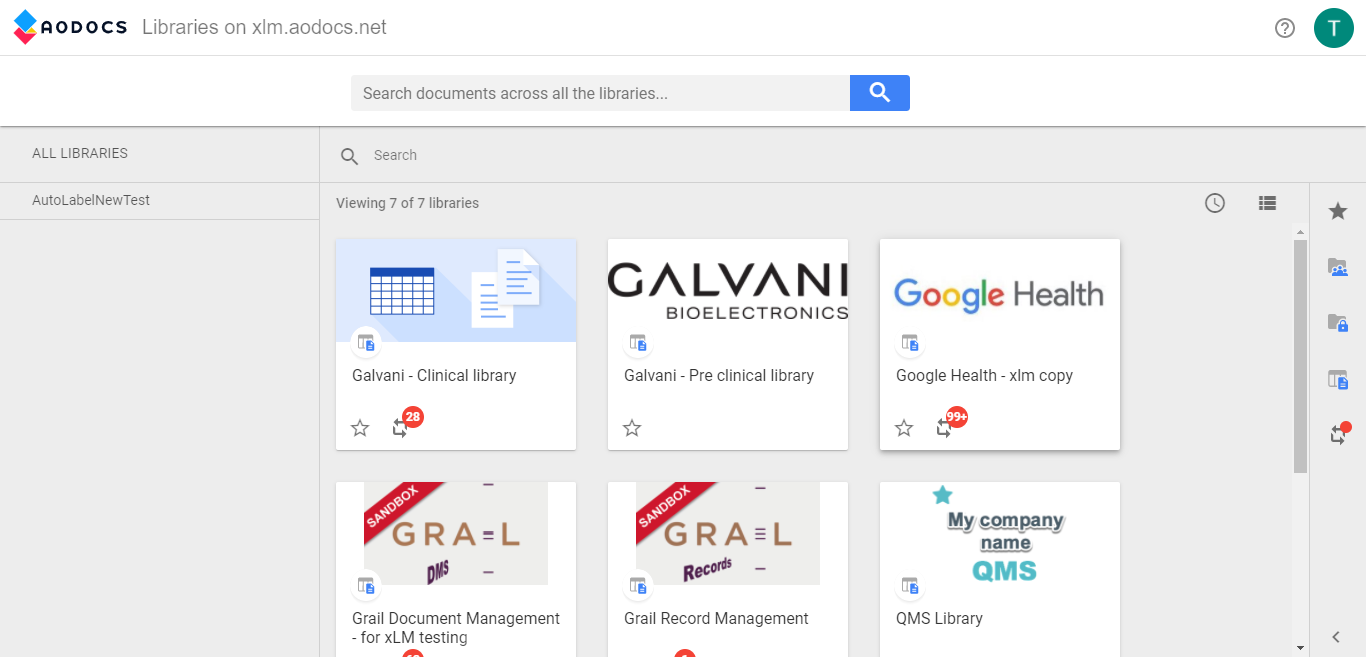 AODOCS Libraries on xlm.aodocs.net
T
Search documents across all the libraries...
ALL LIBRARIES
Search
AutoLabelNewTest
Viewing 7 of 7 libraries
GALVANI
BIOELECTRONICS
Google Health
Galvani - Clinical library
Galvani - Pre clinical library
Google Health - xlm copy
28
99+
SANDBOX
GRAIL
DMS
SANDBOX
GRAIL
Records
My company
name
QMS
Grail Document Management
- for xLM testing
Grail Record Management
QMS Library